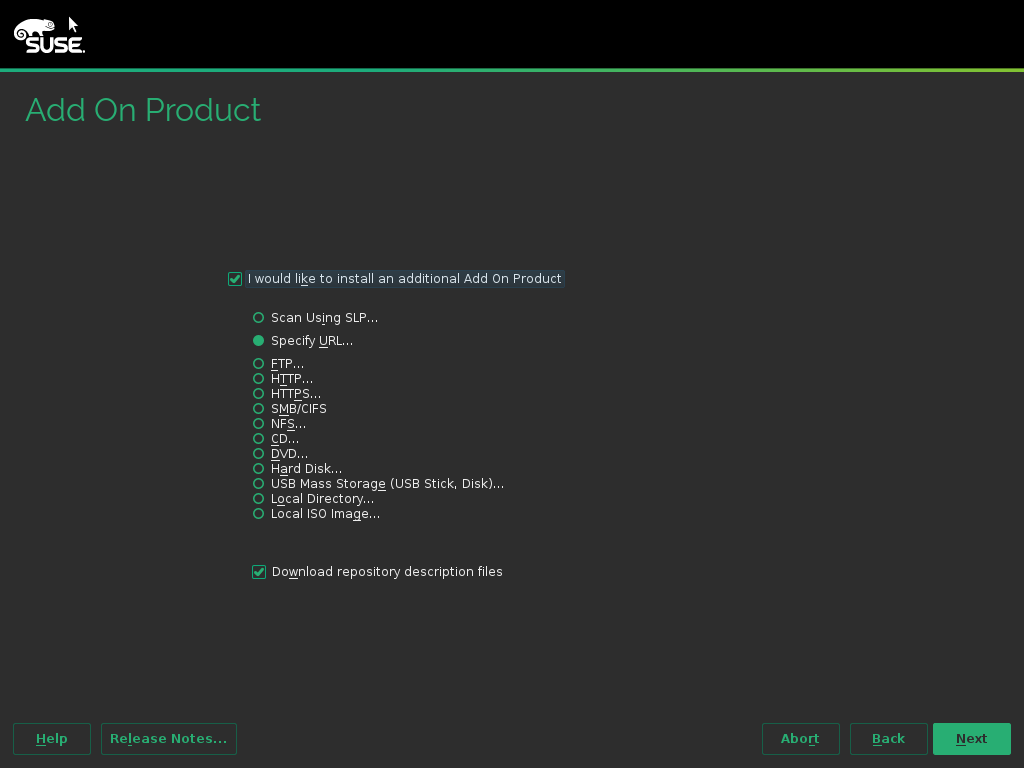 SUSE.
Add On Product
I would like to install an additional Add On Product
Scan Using SLP...
Specify URL...
FTP...
HTTP...
HTTPS...
SMB/CIFS
NFS...
CD...
DVD...
Hard Disk...
USB Mass Storage (USB Stick, Disk)...
Local Directory...
Local ISO Image...
Download repository description files
Help Release Notes... Abort Back Next